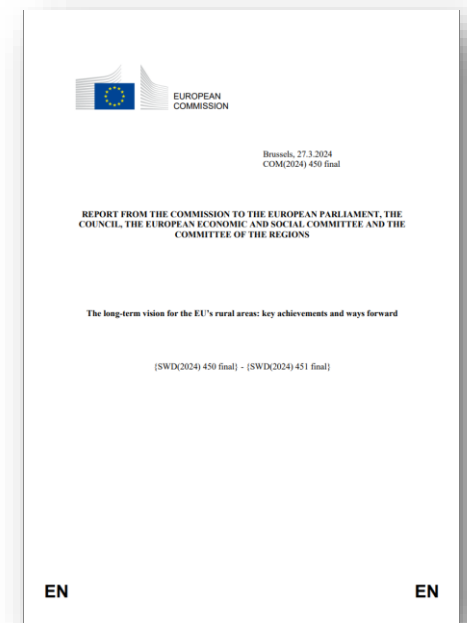 EUROPEAN
COMMISSION
Brussels, 27.3.2024
COM(2024) 450 final
REPORT FROM THE COMMISSION TO THE EUROPEAN PARLIAMENT, THE
COUNCIL, THE EUROPEAN ECONOMIC AND SOCIAL COMMITTEE AND THE
COMMITTEE OF THE REGIONS
The long-term vision for the EU's rural areas: key achievements and ways forward
{SWD(2024) 450 final} - {SWD(2024) 451 final}
EN EN